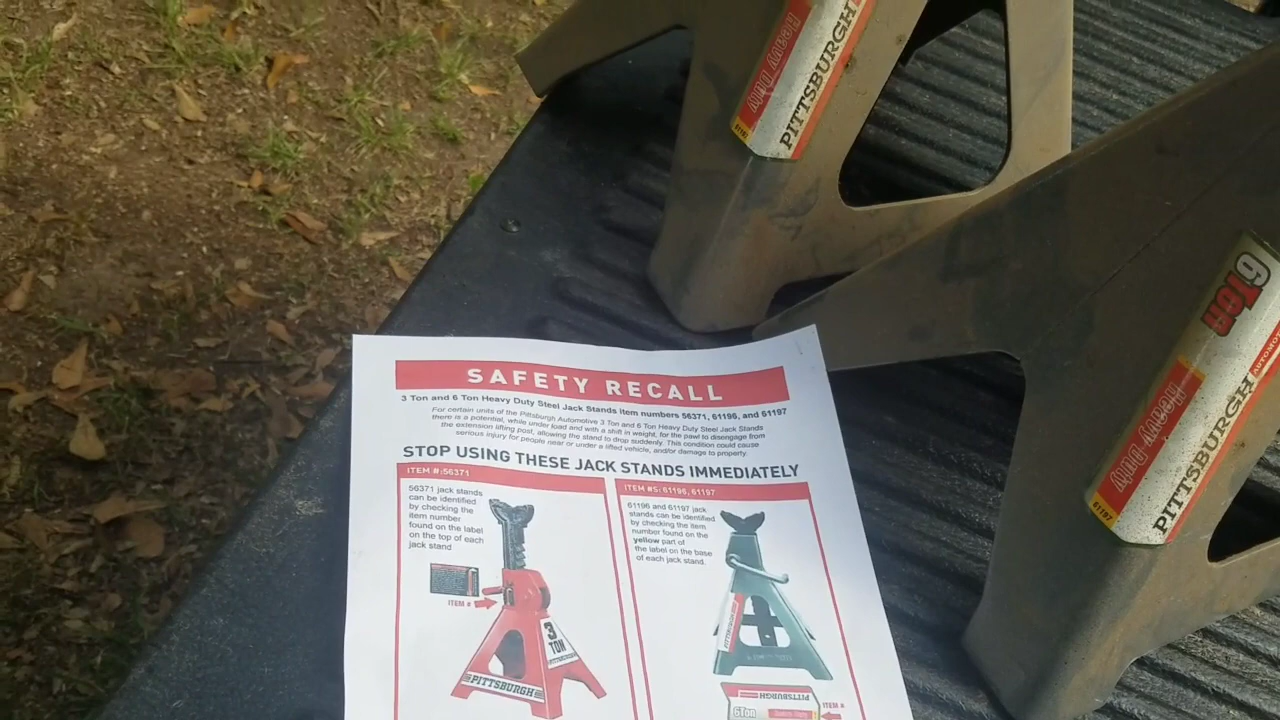 Heavy Duty
PITTSBURGH
61197
6Ton
AUTOMOT
Heavy Duty
PITTSBURGH
61197
SAFETY RECALL
3 Ton and 6 Ton Heavy Duty Steel Jack Stands Item numbers 56371, 61196, and 61197
For certain units of the Pittsburgh Automotive 3 Ton and 6 Ton Heavy Duty Steel Jack Stands
there is a potential, while under load and with a shift in weight, for the pawl to disengage from
the extension lifting post, allowing the stand to drop suddenly. This condition could cause
serious injury for people near or under a lifted vehicle, and/or damage to property.
STOP USING THESE JACK STANDS IMMEDIATELY
ITEM #:56371
56371 jack stands
can be identified
by checking the
item number
found on the label
on the top of each
jack stand
ITEM #
3
TON
PITTSBURGH
PITTSBURGH
ITEM #S: 61196, 61197
61196 and 61197 jack
stands can be identified
by checking the item
number found on the
yellow part of
the label on the base
of each jack stand.
PITTSBURGH
6Ton
Heavy Duty
ITEM #